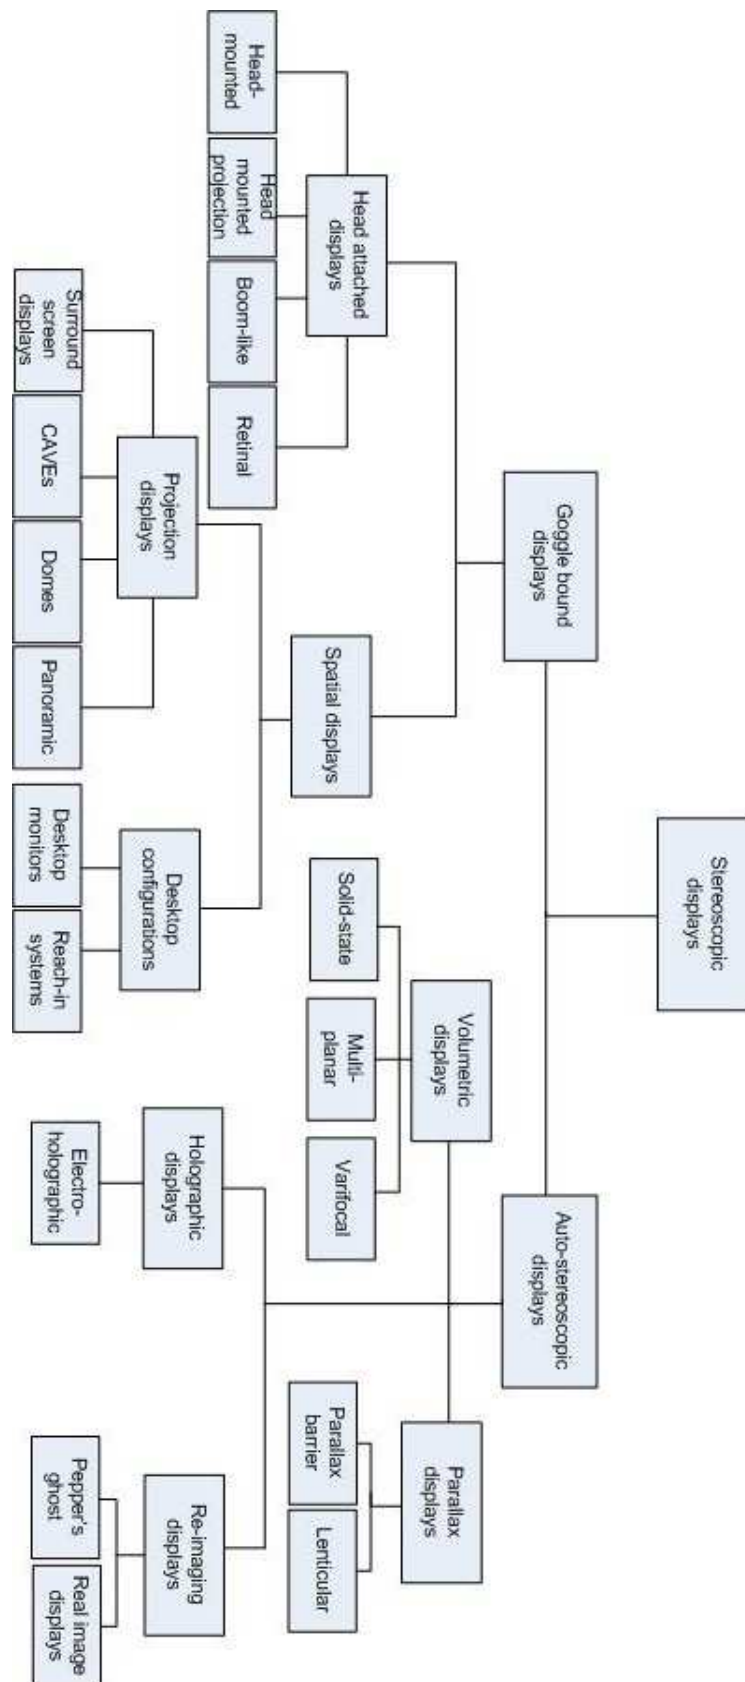 Stereoscopic
displays
Goggle bound
displays
Auto-stereoscopic
displays
Head attached
displays
Spatial displays
Volumetric
displays
Parallax
displays
Head-
mounted
Head
mounted
projection
Boom-like
Retinal
Projection
displays
Desktop
configurations
Surround
screen
displays
CAVEs
Domes
Panoramic
Desktop
monitors
Reach-in
systems
Solid-state
Multi-
planar
Varifocal
Parallax
barrier
Lenticular
Holographic
displays
Re-imaging
displays
Electro-
holographic
Pepper's
ghost
Real image
displays